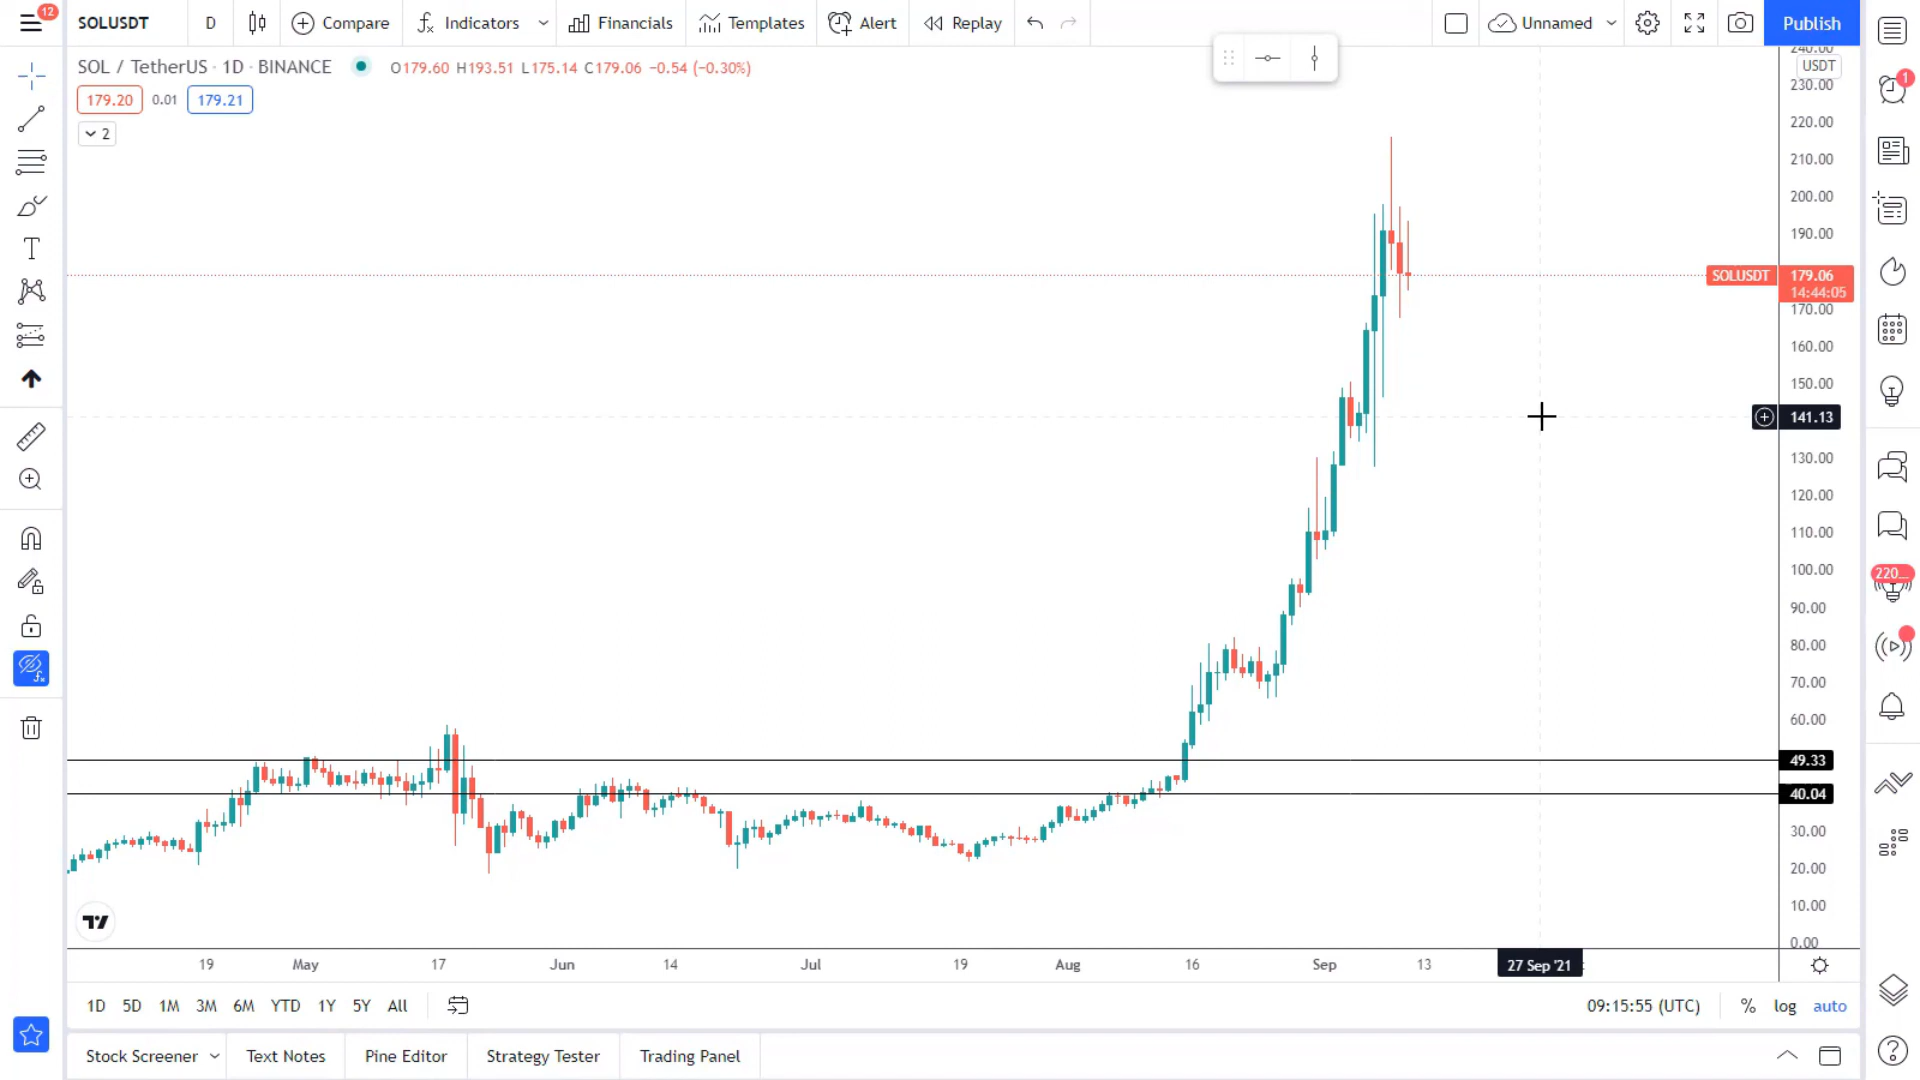 12
SOLUSDT
D
Compare
Indicators
Financials
Templates
Alert
Replay
Unnamed
Publish
SOL / TetherUS · 1D · BINANCE
O179.60 H193.51 L175.14 C179.06 −0.54 (−0.30%)
179.20 0.01 179.21
2
240.00
USDT
230.00
220.00
210.00
200.00
190.00
SOLUSDT 179.06
14:44:05
170.00
160.00
150.00
141.13
130.00
120.00
110.00
100.00
90.00
80.00
70.00
60.00
49.33
40.04
30.00
20.00
10.00
0.00
1
220...
19 May 17 Jun 14 Jul 19 Aug 16 Sep 13 27 Sep '21
1D 5D 1M 3M 6M YTD 1Y 5Y All
09:15:55 (UTC) % log auto
Stock Screener Text Notes Pine Editor Strategy Tester Trading Panel